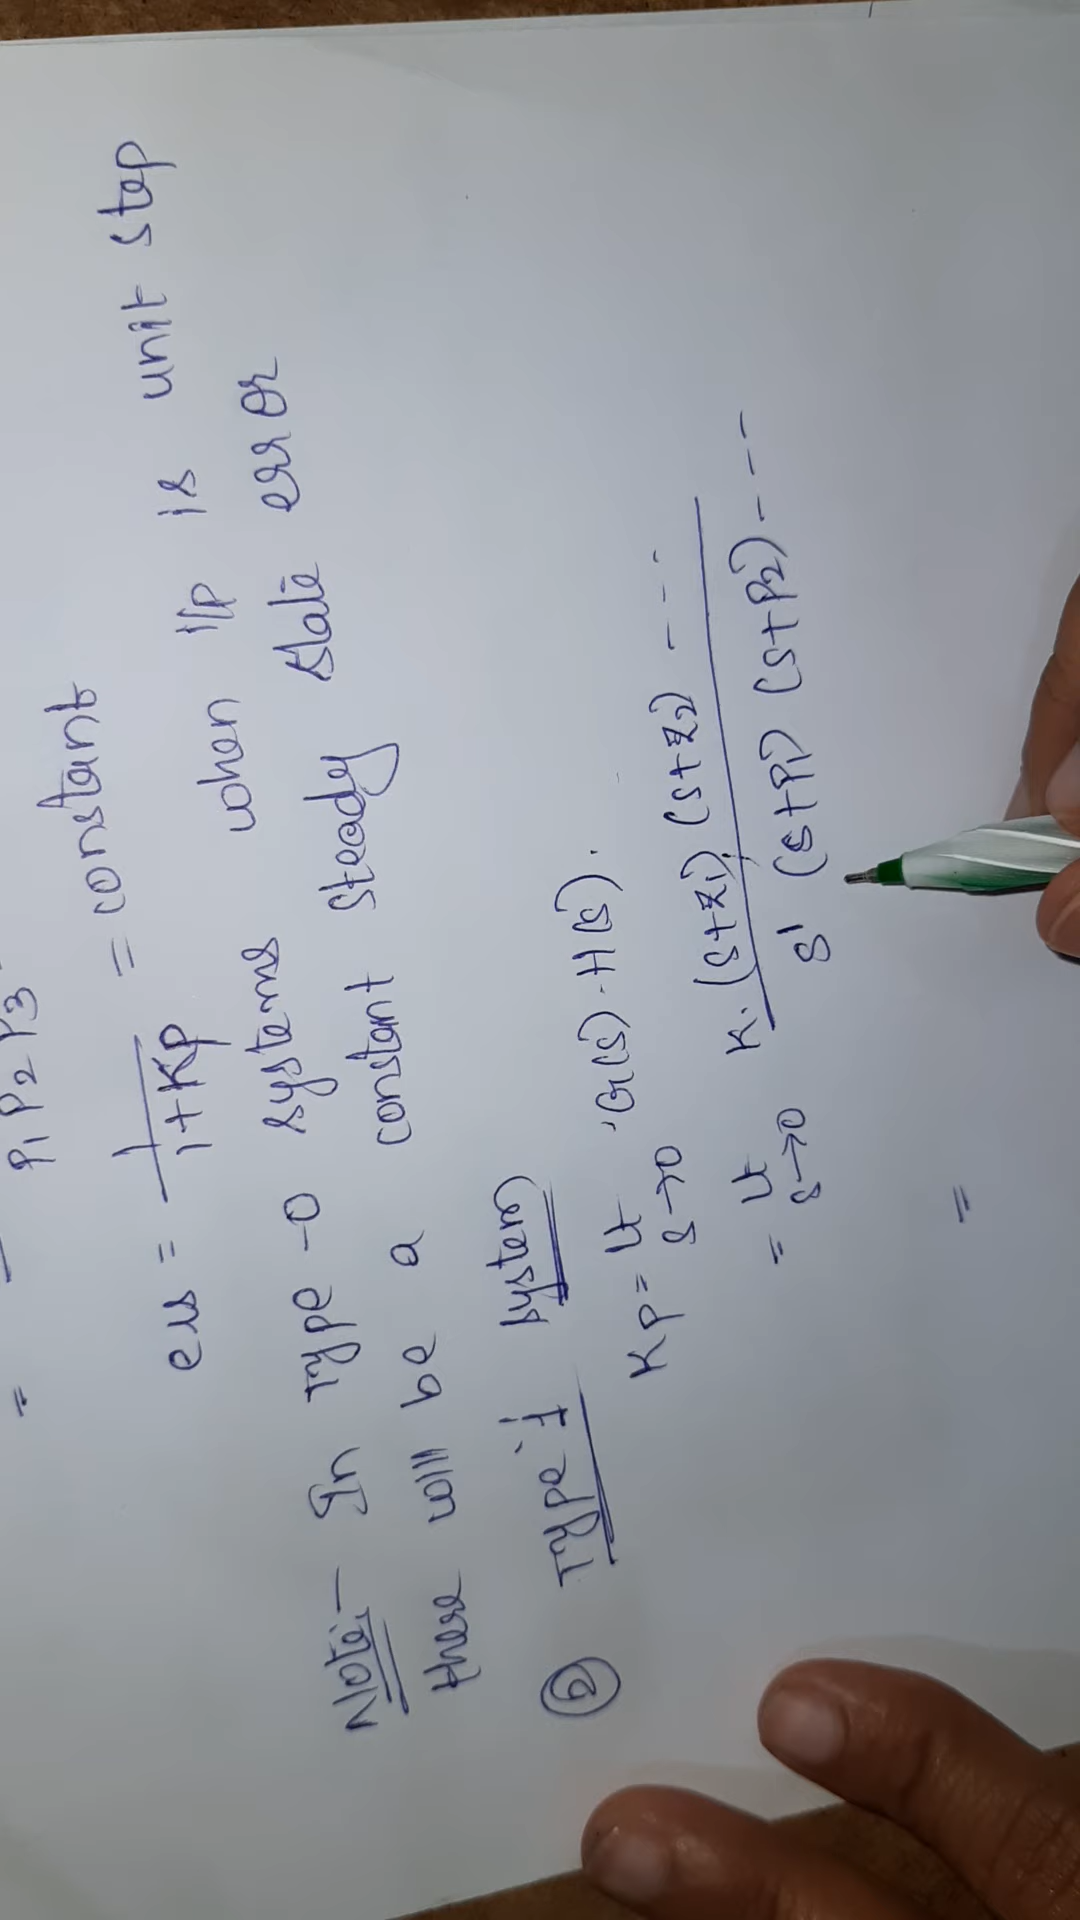 = P1 P2 P3
ess = 1/1+Kp = constant
Note:- In Type -0 systems when i/p is unit step
there will be a constant steady state error
② Type-1 system
Kp = Lt s→0 G(s) . H(s).
= Lt s→0 K. (s+z1) (s+z2) - - - / s1 (s+P1) (s+P2) - - -
=